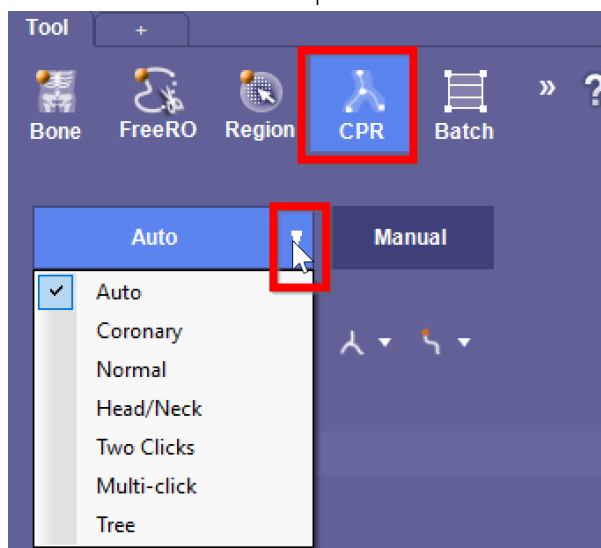 Tool +
Bone FreeRO Region CPR Batch » ?
Auto Manual
Auto
Coronary
Normal
Head/Neck
Two Clicks
Multi-click
Tree